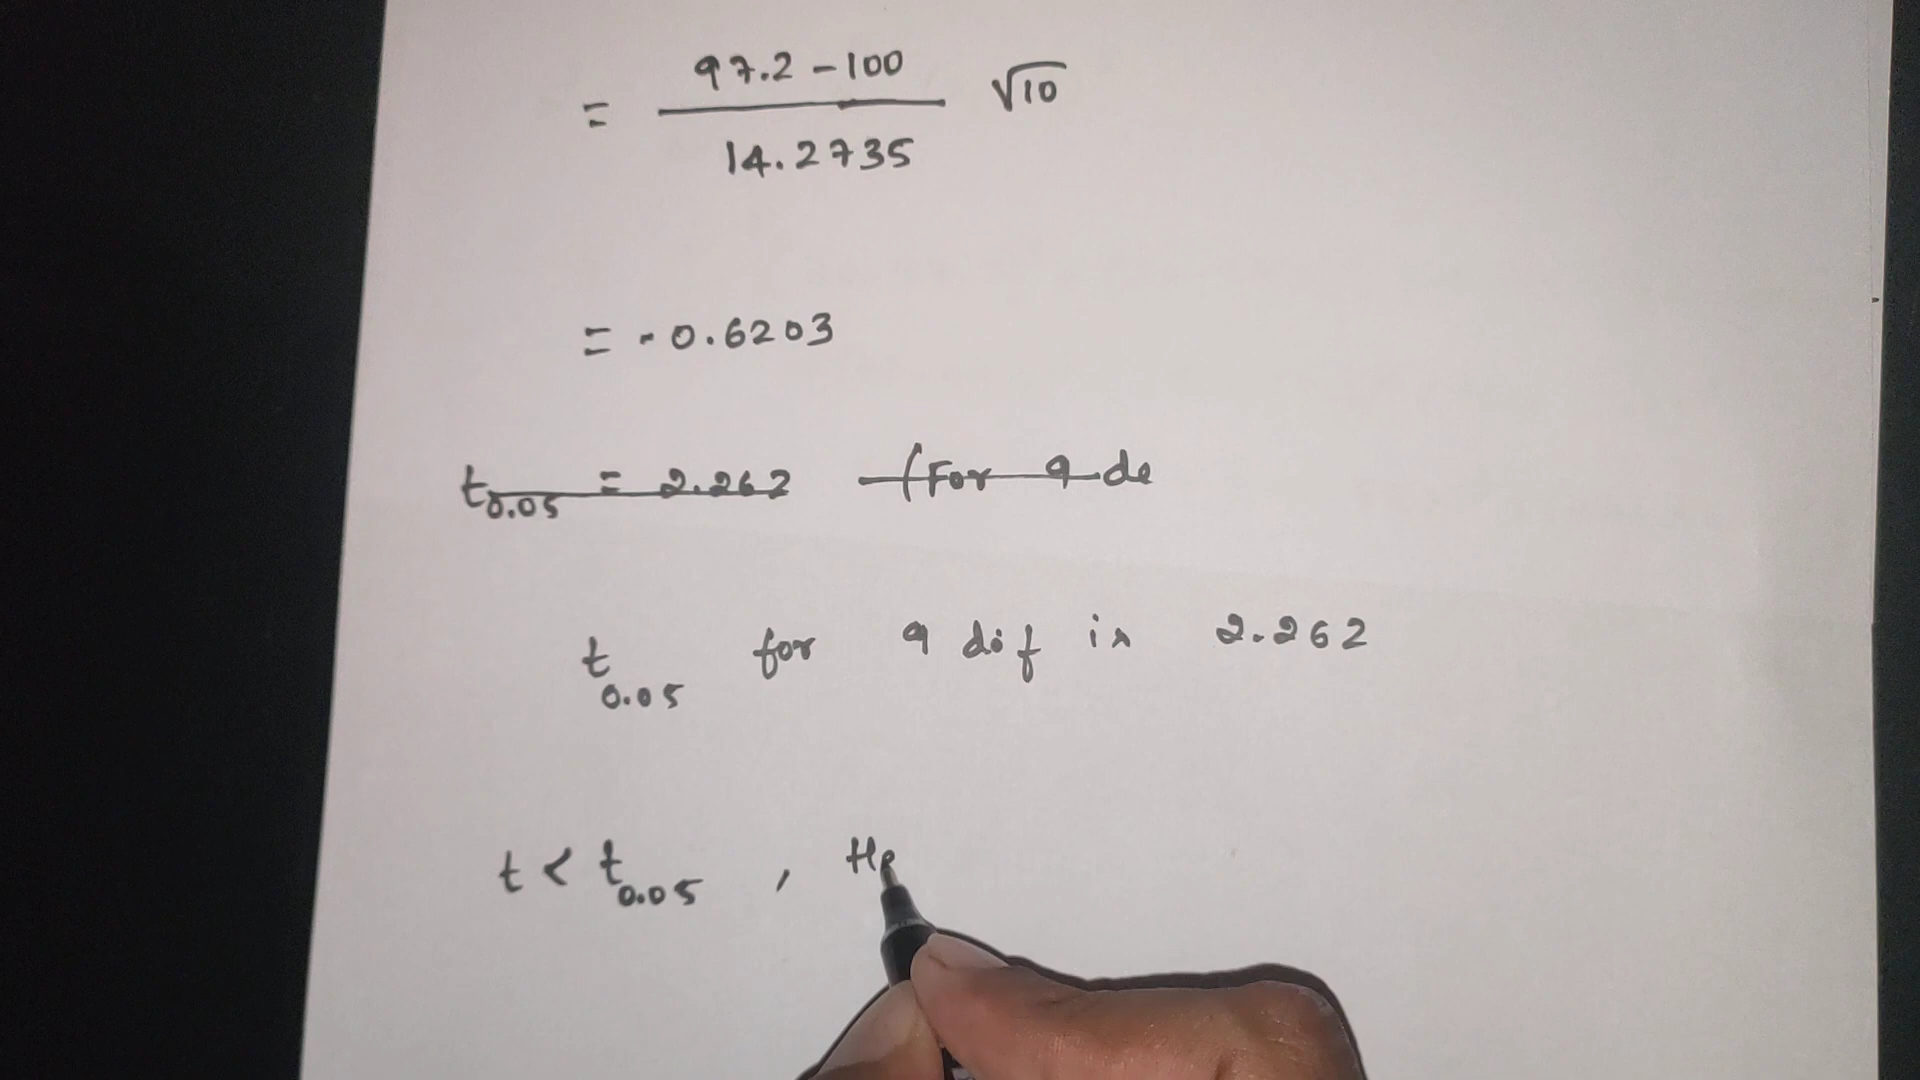 = 97.2 - 100 / 14.2735 √10
= -0.6203
t0.05 = 2.262 (For 9 de
t0.05 for 9 dof is 2.262
t < t0.05 , He